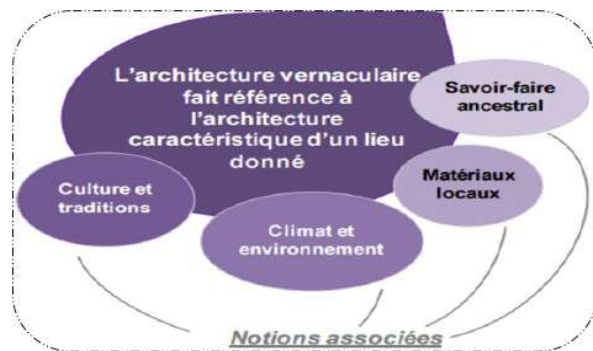 L'architecture vernaculaire
fait référence à
l'architecture
caractéristique d'un lieu
donné
Savoir-faire
ancestral
Matériaux
locaux
Culture et
traditions
Climat et
environnement
Notions associées